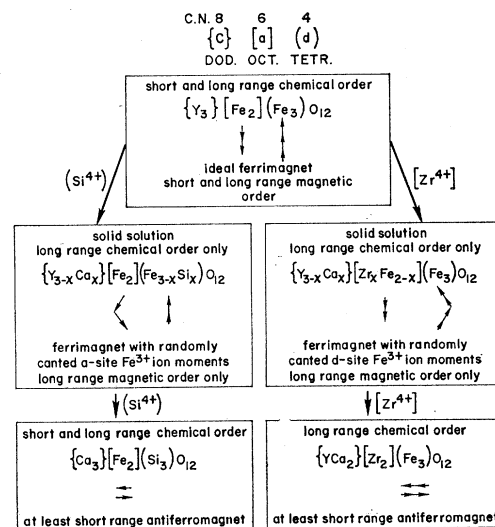 C.N. 8 6 4
{C} [a] (d)
DOD. OCT. TETR.
short and long range chemical order
{Y3}[Fe2](Fe3)O12
ideal ferrimagnet
short and long range magnetic
order
(Si4+)
[Zr4+]
solid solution
long range chemical order only
{Y3-xCax}[Fe2](Fe3-xSix)O12
ferrimagnet with randomly
canted a-site Fe3+ ion moments
long range magnetic order only
solid solution
long range chemical order only
{Y3-xCax}[ZrxFe2-x](Fe3)O12
ferrimagnet with randomly
canted d-site Fe3+ ion moments
long range magnetic order only
(Si4+)
[Zr4+]
short and long range chemical order
{Ca3}[Fe2](Si3)O12
at least short range antiferromagnet
long range chemical order
{YCa2}[Zr2](Fe3)O12
at least short range antiferromagnet